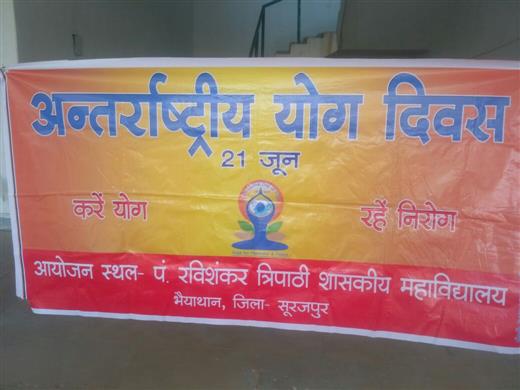 अन्तर्राष्ट्रीय योग दिवस
21 जून
करें योग
रहें निरोग
आयोजन स्थल- पं. रविशंकर त्रिपाठी शासकीय महाविद्यालय
भैयाथान, जिला- सूरजपुर